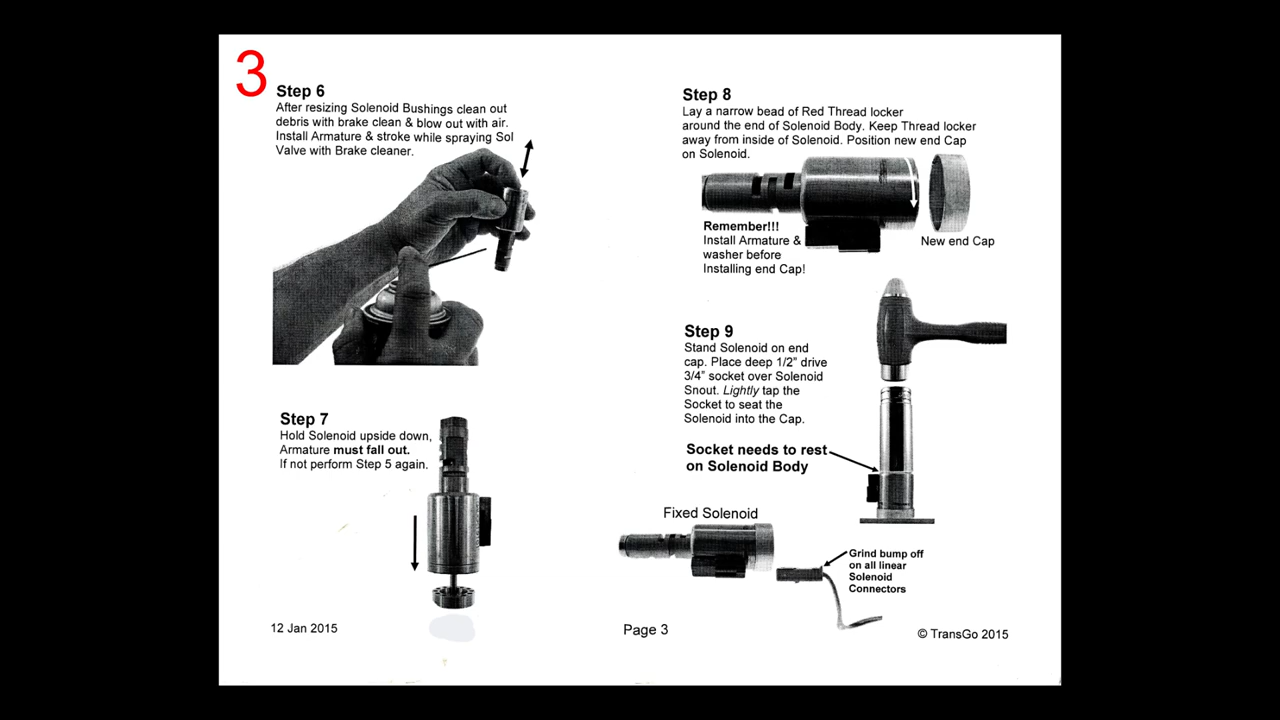 3
Step 6
After resizing Solenoid Bushings clean out
debris with brake clean & blow out with air.
Install Armature & stroke while spraying Sol
Valve with Brake cleaner.
Step 7
Hold Solenoid upside down,
Armature must fall out.
If not perform Step 5 again.
12 Jan 2015
Step 8
Lay a narrow bead of Red Thread locker
around the end of Solenoid Body. Keep Thread locker
away from inside of Solenoid. Position new end Cap
on Solenoid.
Remember!!!
Install Armature &
washer before
Installing end Cap!
New end Cap
Step 9
Stand Solenoid on end
cap. Place deep 1/2" drive
3/4" socket over Solenoid
Snout. Lightly tap the
Socket to seat the
Solenoid into the Cap.
Socket needs to rest
on Solenoid Body
Fixed Solenoid
Grind bump off
on all linear
Solenoid
Connectors
Page 3
© TransGo 2015